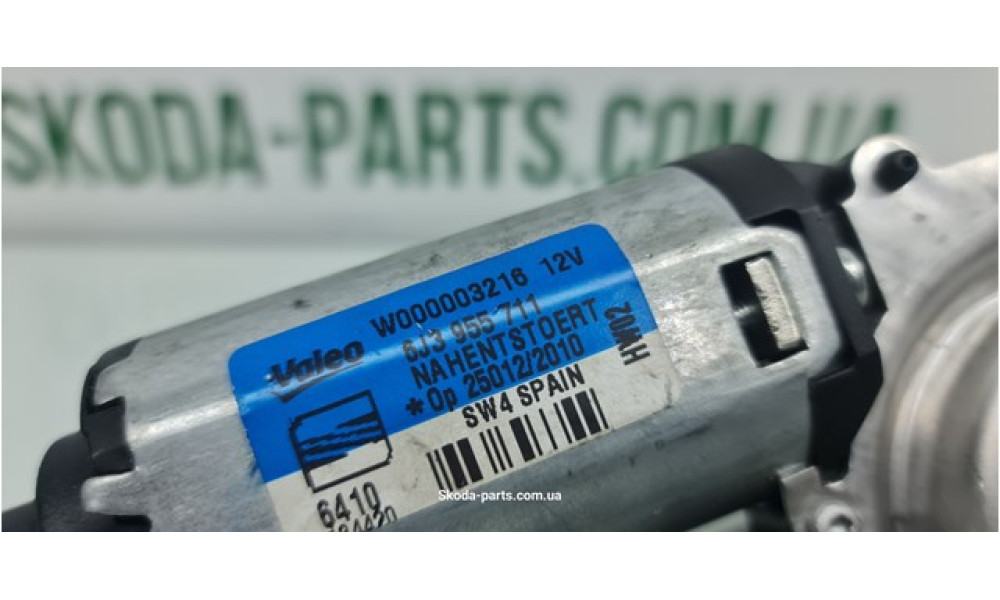 SKODA-PARTS.COM.UA
Valeo
W000003216 12V
6J3 955 711
NAHENTSTOERT
*Op 25012/2010
HW02
SW4 SPAIN
6410
Skoda-parts.com.ua